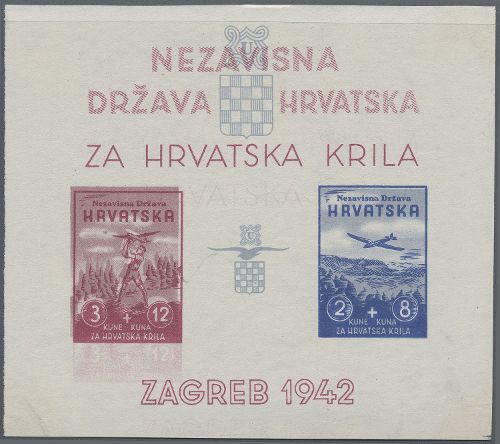 U
NEZAVISNA
DRŽAVA HRVATSKA
ZA HRVATSKA KRILA
Nezavisna Država
HRVATSKA
3 + 12
KUNE KUNA
ZA HRVATSKA KRILA
U
Nezavisna Država
HRVATSKA
2 + 8
KUNE KUNA
ZA HRVATSKA KRILA
ZAGREB 1942